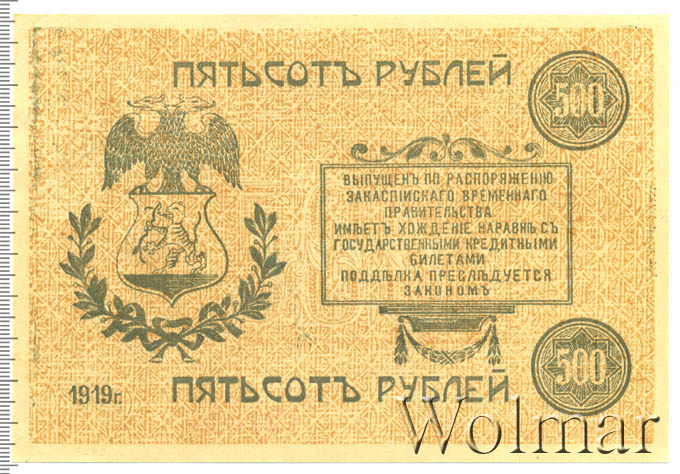 ПЯТЬСОТЪ РУБЛЕЙ
500
ВЫПУЩЕНЪ ПО РАСПОРЯЖЕНІЮ
ЗАКАСПІЙСКАГО ВРЕМЕННАГО
ПРАВИТЕЛЬСТВА
ИМѢЕТЪ ХОЖДЕНІЕ НАРАВНѢ СЪ
ГОСУДАРСТВЕННЫМИ КРЕДИТНЫМИ
БИЛЕТАМИ
ПОДДѢЛКА ПРЕСЛѢДУЕТСЯ
ЗАКОНОМЪ
500
1919г.
ПЯТЬСОТЪ РУБЛЕЙ
Wolmar